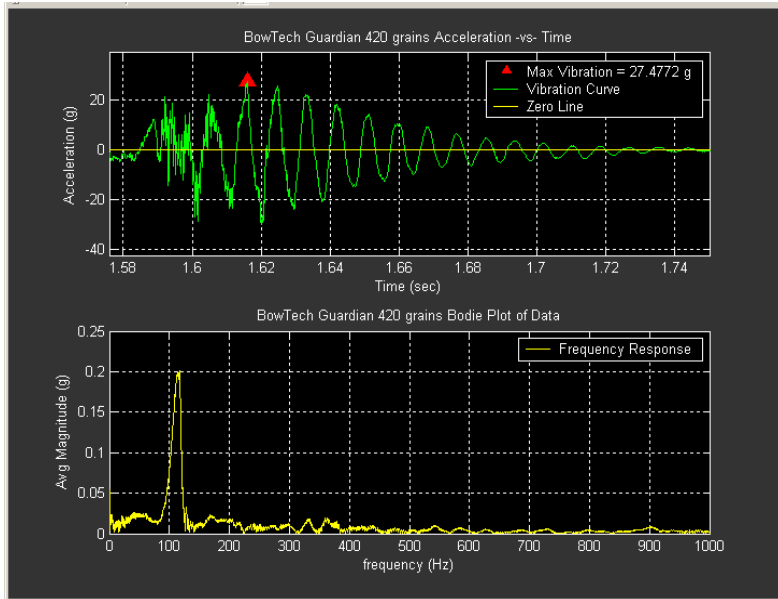 BowTech Guardian 420 grains Acceleration -vs- Time
Max Vibration = 27.4772 g
Vibration Curve
Zero Line
Acceleration (g)
20
0
-20
-40
1.58 1.6 1.62 1.64 1.66 1.68 1.7 1.72 1.74
Time (sec)
BowTech Guardian 420 grains Bodie Plot of Data
Frequency Response
Avg Magnitude (g)
0.25
0.2
0.15
0.1
0.05
0
0 100 200 300 400 500 600 700 800 900 1000
frequency (Hz)